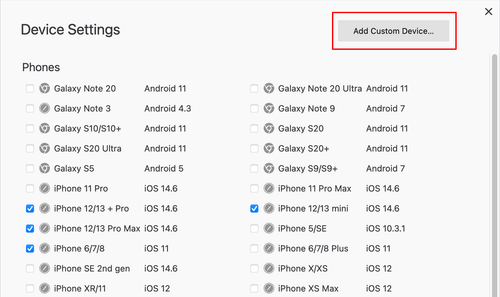 Device Settings
Add Custom Device...
Phones
Galaxy Note 20 Android 11 Galaxy Note 20 Ultra Android 11
Galaxy Note 3 Android 4.3 Galaxy Note 9 Android 7
Galaxy S10/S10+ Android 11 Galaxy S20 Android 11
Galaxy S20 Ultra Android 11 Galaxy S20+ Android 11
Galaxy S5 Android 5 Galaxy S9/S9+ Android 7
iPhone 11 Pro iOS 14.6 iPhone 11 Pro Max iOS 14.6
iPhone 12/13 + Pro iOS 14.6 iPhone 12/13 mini iOS 14.6
iPhone 12/13 Pro Max iOS 14.6 iPhone 5/SE iOS 10.3.1
iPhone 6/7/8 iOS 11 iPhone 6/7/8 Plus iOS 11
iPhone SE 2nd gen iOS 14.6 iPhone X/XS iOS 12
iPhone XR/11 iOS 12 iPhone XS Max iOS 12